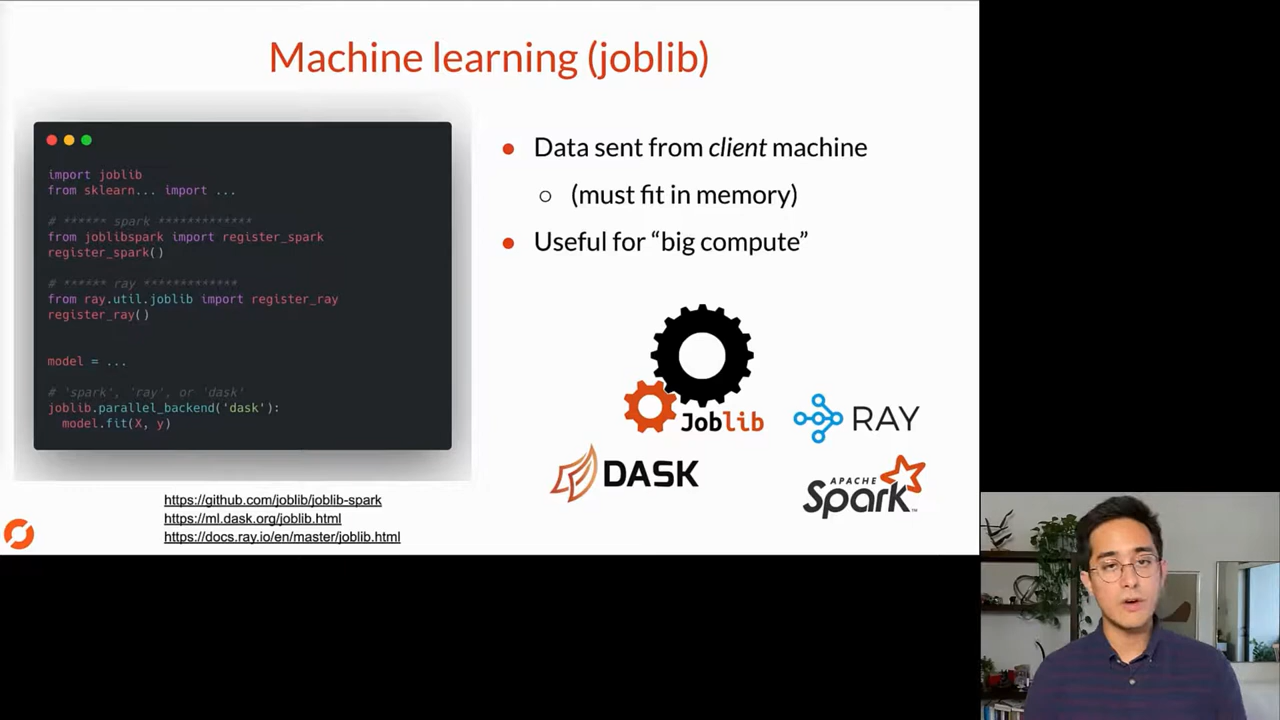 Machine learning (joblib)
import joblib
from sklearn... import ...
# ****** spark *************
from joblibspark import register_spark
register_spark()
# ****** ray *************
from ray.util.joblib import register_ray
register_ray()
model = ...
# 'spark', 'ray', or 'dask'
joblib.parallel_backend('dask'):
model.fit(X, y)
● Data sent from client machine
○ (must fit in memory)
● Useful for “big compute”
Joblib
RAY
DASK
APACHE
Spark™
https://github.com/joblib/joblib-spark
https://ml.dask.org/joblib.html
https://docs.ray.io/en/master/joblib.html